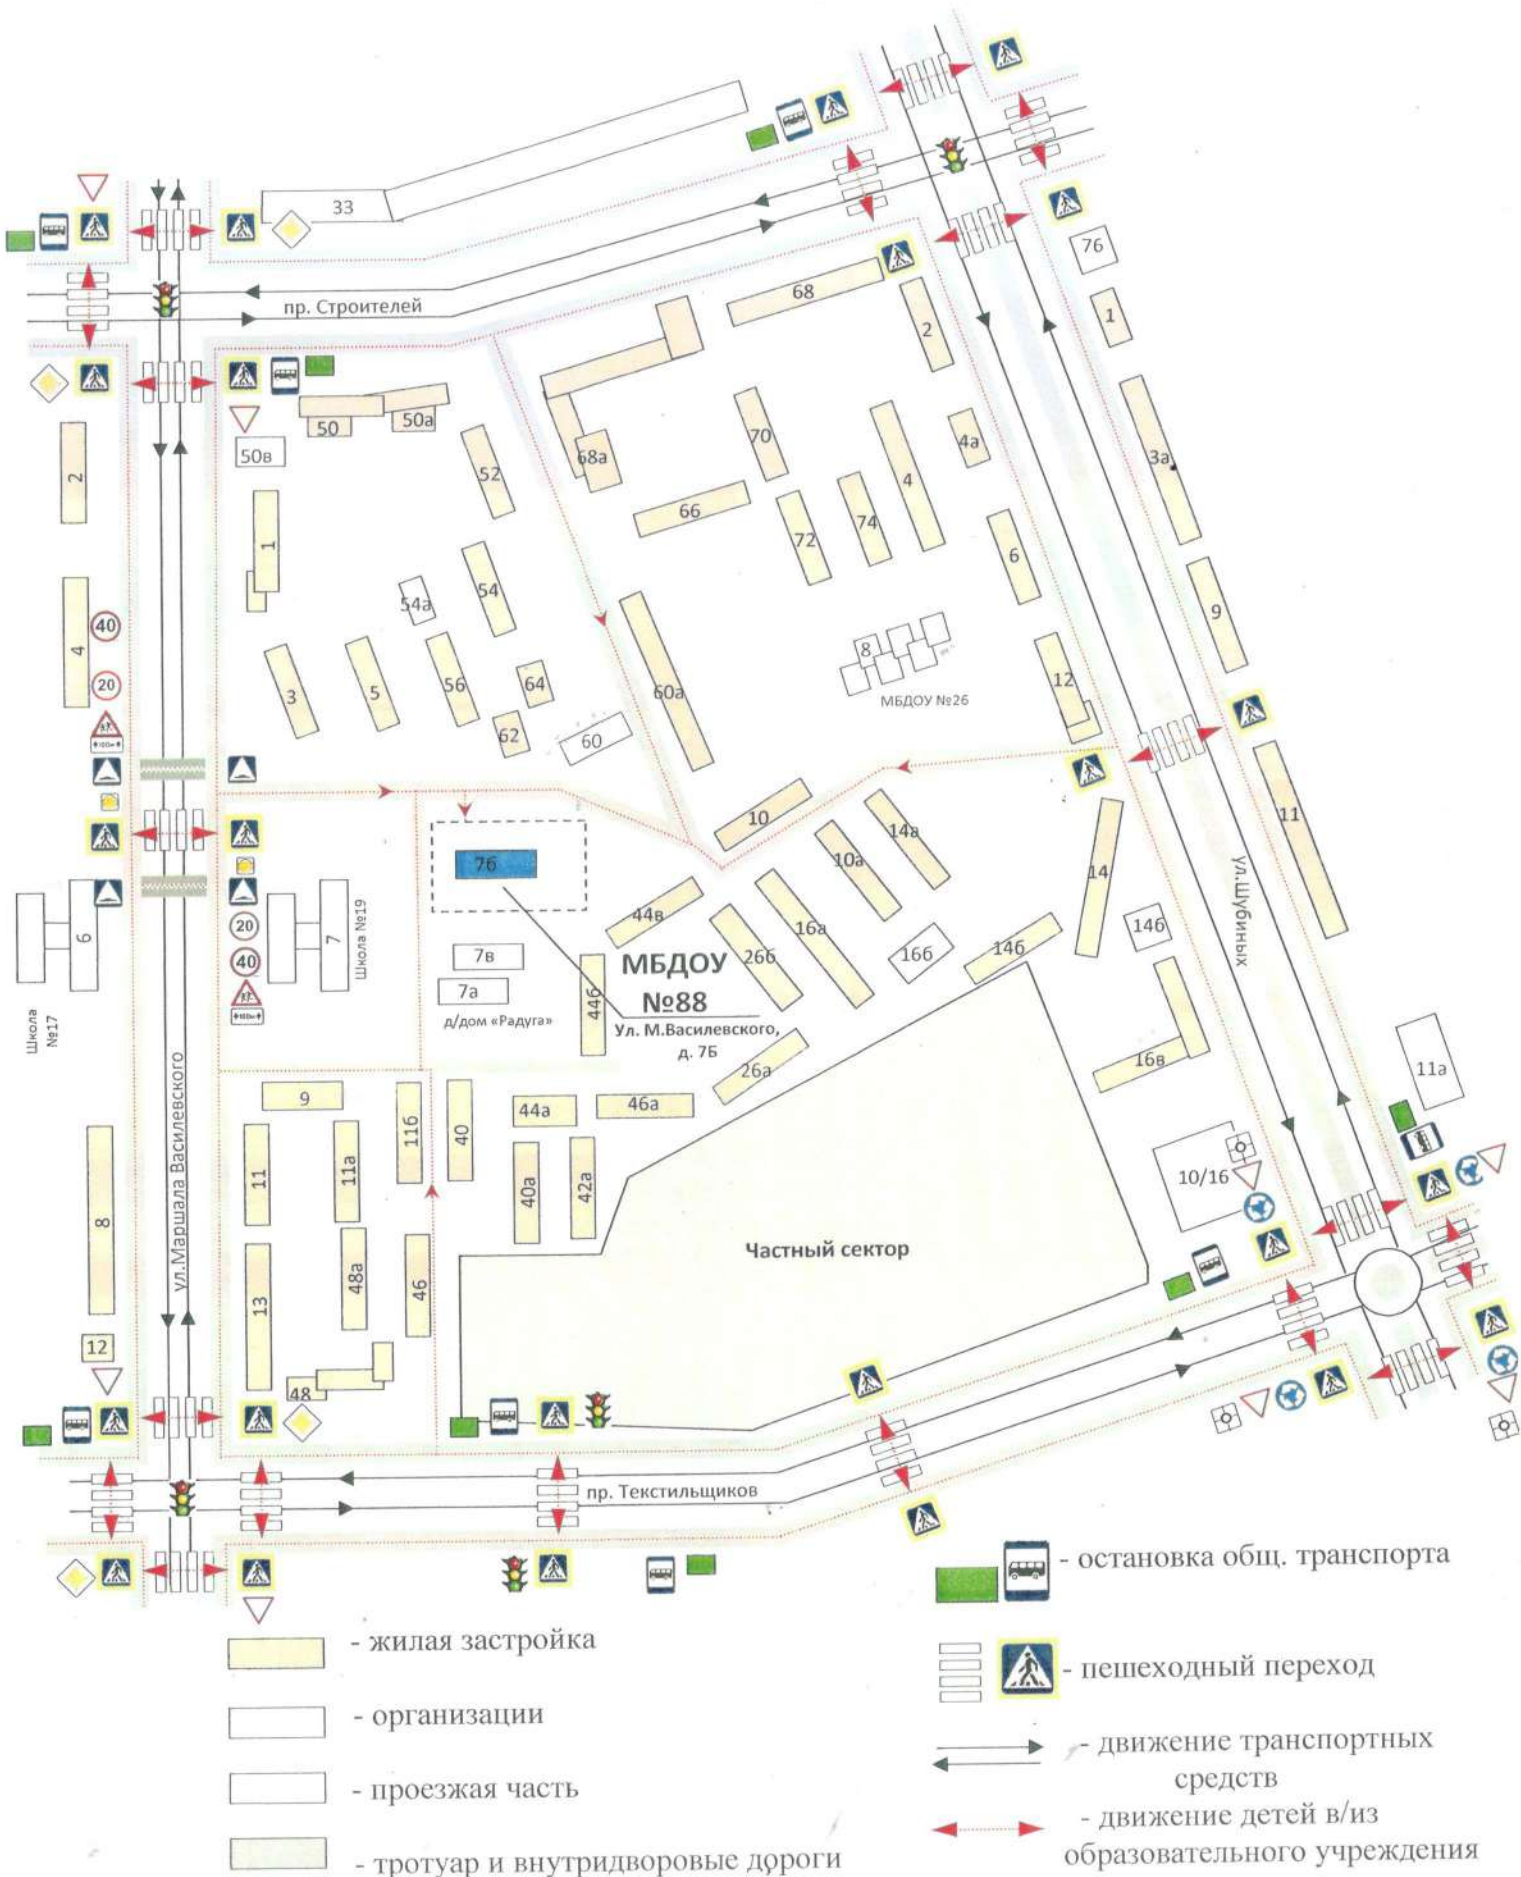 33
76
пр. Строителей
68
2
1
50
50а
50в
52
68а
70
4
4а
3а
2
66
72
74
6
1
54
54а
9
4
40
20
3
5
56
64
62
60
60а
8
МБДОУ №26
12
11
10
14а
10а
7б
14
ул.Шубиных
6
Школа №17
7
Школа №19
20
40
44в
26б
16а
16б
14б
14б
7в
7а
д/дом «Радуга»
44б
МБДОУ
№88
Ул. М.Василевского,
д. 7Б
26а
16в
11а
ул.Маршала Василевского
9
11б
40
44а
46а
11
11а
40а
42а
10/16
8
13
48а
46
Частный сектор
12
48
пр. Текстильщиков
- остановка общ. транспорта
- жилая застройка
- пешеходный переход
- организации
- движение транспортных
средств
- проезжая часть
- движение детей в/из
образовательного учреждения
- тротуар и внутридворовые дороги